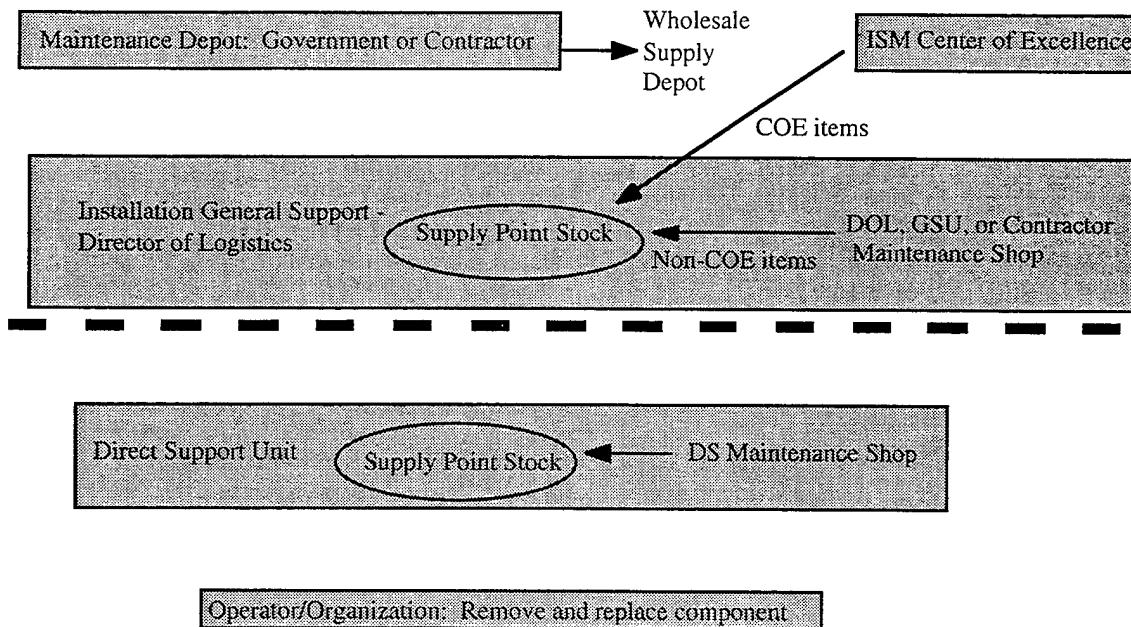 Maintenance Depot: Government or Contractor
Wholesale
Supply
Depot
ISM Center of Excellence
COE items
Installation General Support -
Director of Logistics
Supply Point Stock
DOL, GSU, or Contractor
Maintenance Shop
Non-COE items
Direct Support Unit
Supply Point Stock
DS Maintenance Shop
Operator/Organization: Remove and replace component